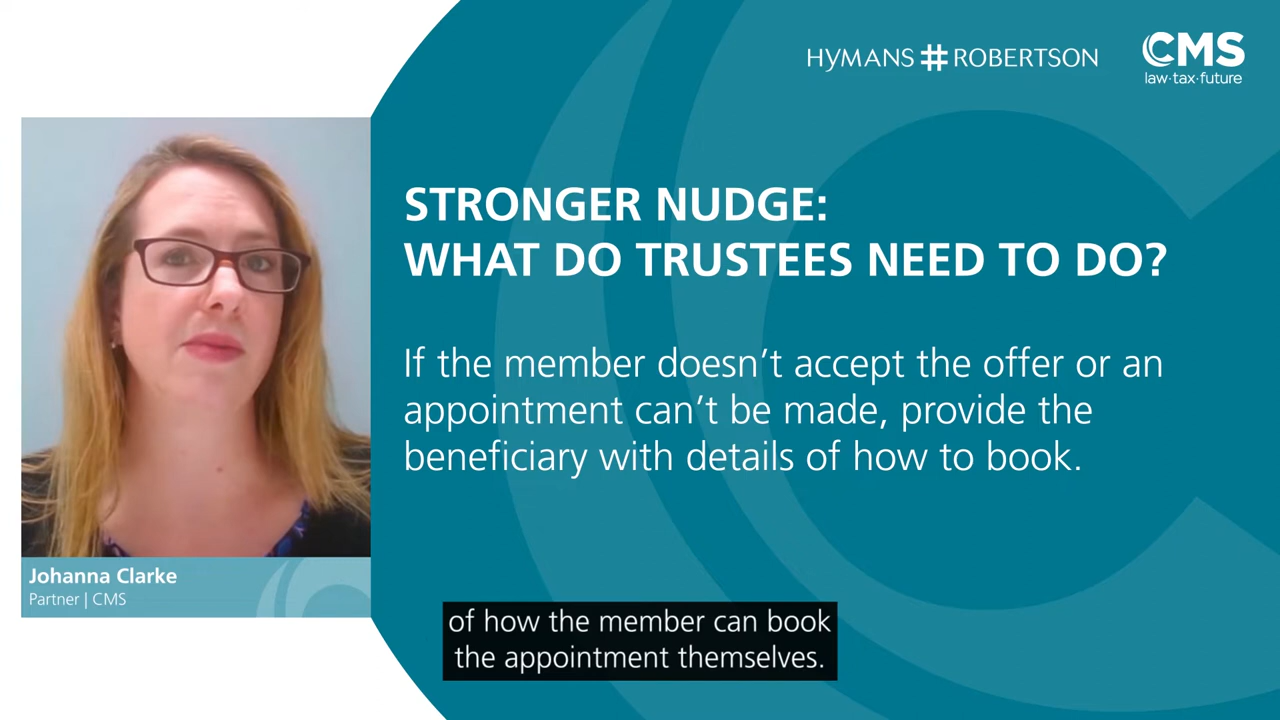 HYMANS # ROBERTSON
CMS
law·tax·future
STRONGER NUDGE:
WHAT DO TRUSTEES NEED TO DO?
If the member doesn’t accept the offer or an
appointment can’t be made, provide the
beneficiary with details of how to book.
Johanna Clarke
Partner | CMS
of how the member can book
the appointment themselves.